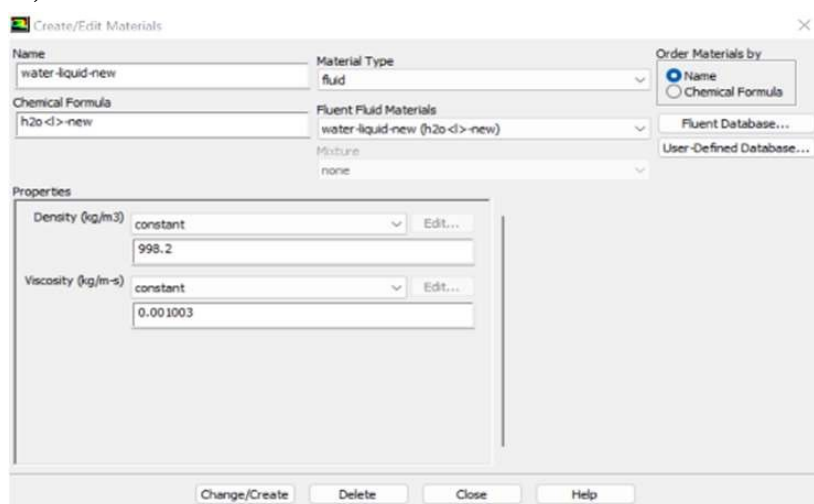 Create/Edit Materials
Name
water-liquid-new
Material Type
fluid
Order Materials by
Name
Chemical Formula
Chemical Formula
h2o<l>-new
Fluent Fluid Materials
water-liquid-new (h2o<l>-new)
Fluent Database...
Mixture
none
User-Defined Database...
Properties
Density (kg/m3) constant Edit...
998.2
Viscosity (kg/m-s) constant Edit...
0.001003
Change/Create Delete Close Help